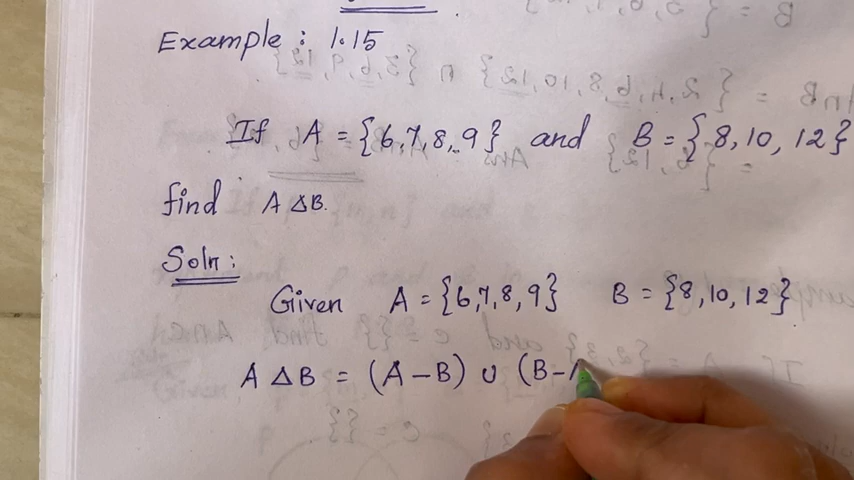 Example : 1.15
If A = {6,7,8,9} and B = {8,10,12}
find A Δ B.
Soln :
Given A = {6,7,8,9} B = {8,10,12}
A Δ B = (A – B) ∪ (B –